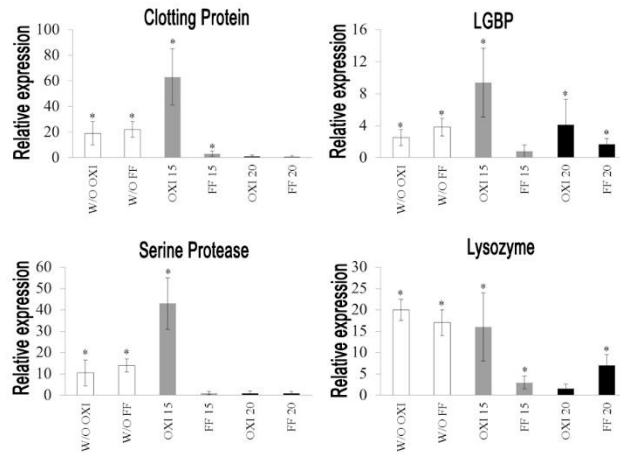 Clotting Protein
Relative expression
100
80
60
40
20
0
*
*
*
*
W/O OXI
W/O FF
OXI 15
FF 15
OXI 20
FF 20
LGBP
Relative expression
16
12
8
4
0
*
*
*
*
*
W/O OXI
W/O FF
OXI 15
FF 15
OXI 20
FF 20
Serine Protease
Relative expression
60
50
40
30
20
10
0
*
*
*
W/O OXI
W/O FF
OXI 15
FF 15
OXI 20
FF 20
Lysozyme
Relative expression
30
25
20
15
10
5
0
*
*
*
*
*
W/O OXI
W/O FF
OXI 15
FF 15
OXI 20
FF 20